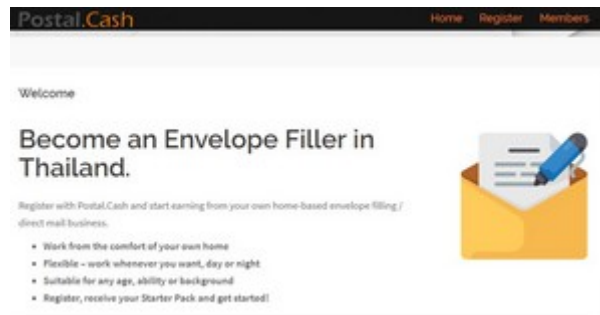 Postal.Cash
Home Register Members
Welcome
Become an Envelope Filler in
Thailand.
Register with Postal.Cash and start earning from your own home-based envelope filling /
direct mail business.
• Work from the comfort of your own home
• Flexible – work whenever you want, day or night
• Suitable for any age, ability or background
• Register, receive your Starter Pack and get started!